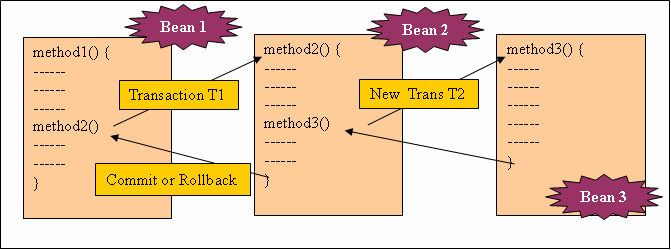 Bean 1
method1() {
------
------
------
method2()
------
------
}
Transaction T1
Commit or Rollback
Bean 2
method2() {
------
------
------
method3()
------
------
}
New Trans T2
method3() {
------
------
------
------
------
------
}
Bean 3